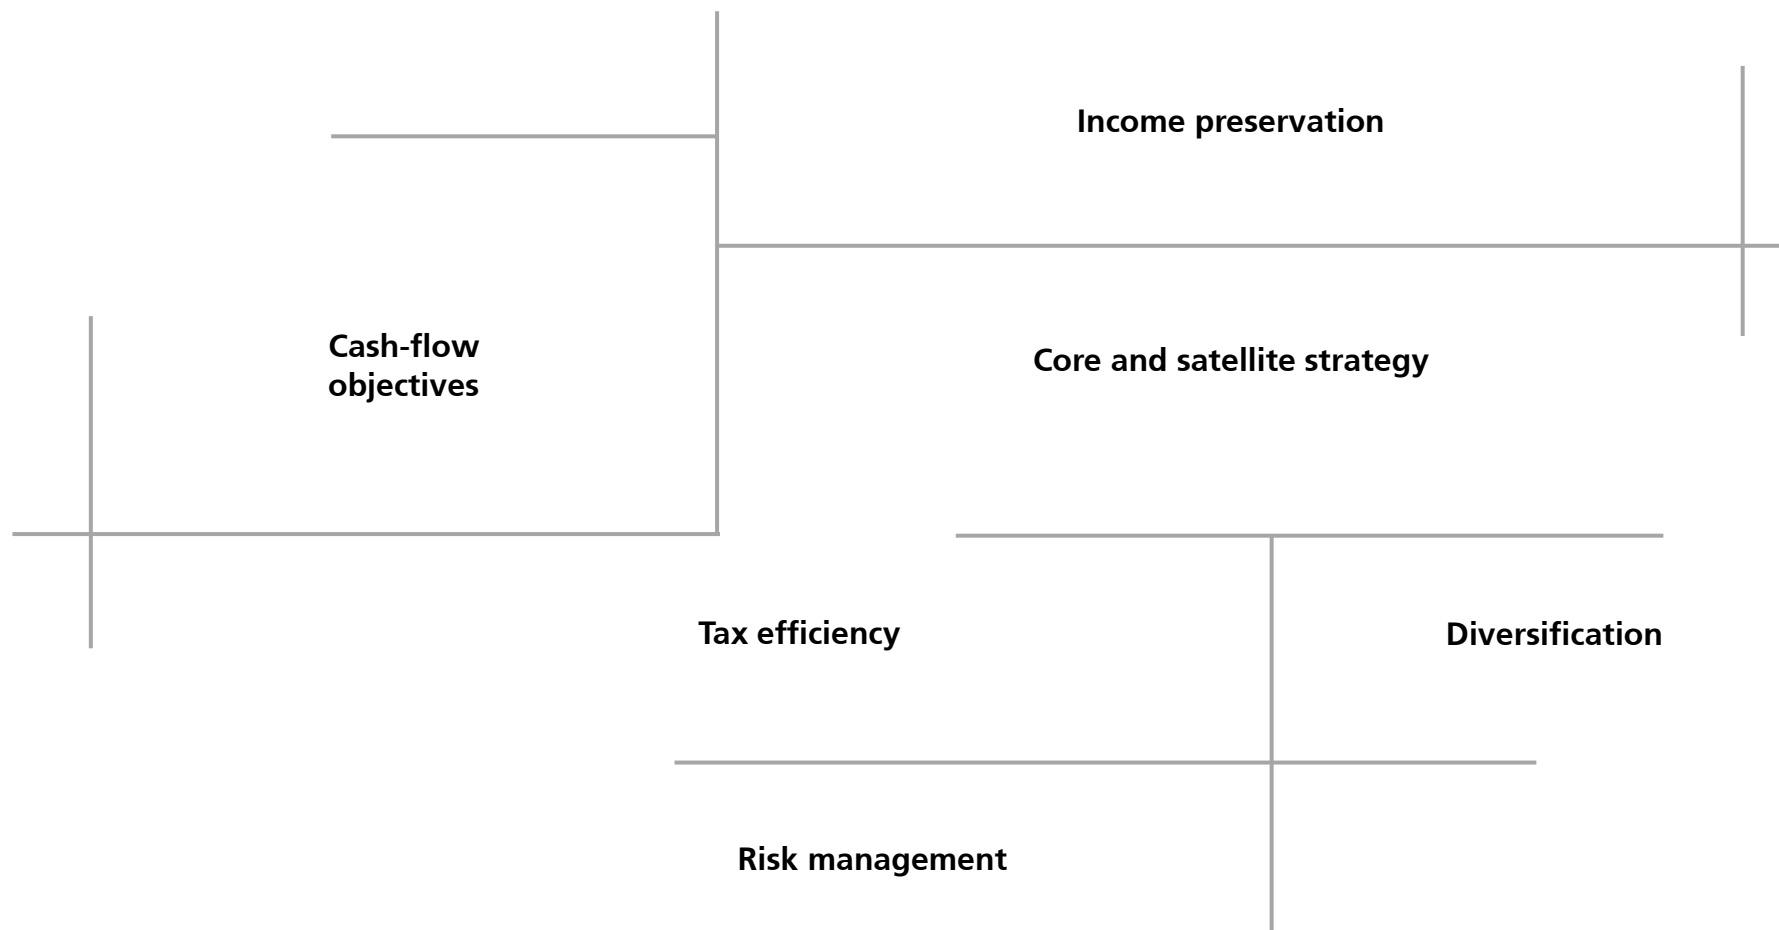 Income preservation
Cash-flow
objectives
Core and satellite strategy
Tax efficiency
Diversification
Risk management